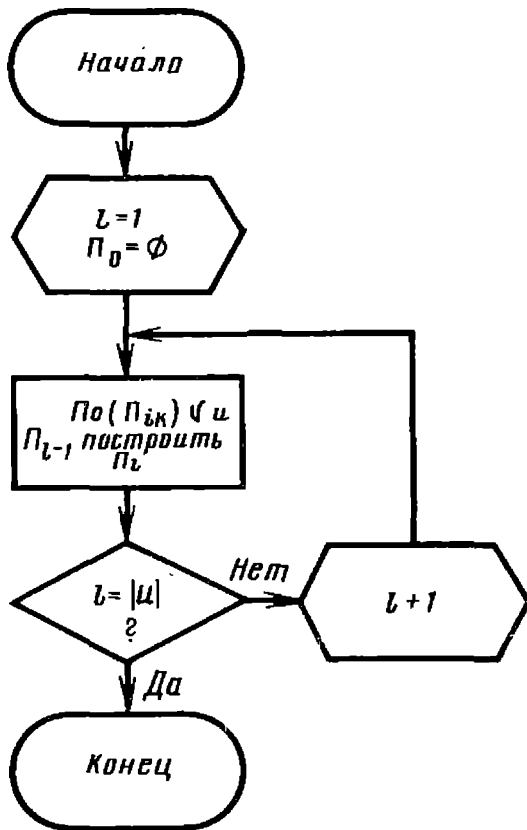 Начало
l=1
П₀=∅
По(Пᵢₖ) √ и
Пₗ₋₁ построить
Пₗ
l=|И|
?
Нет
l+1
Да
Конец